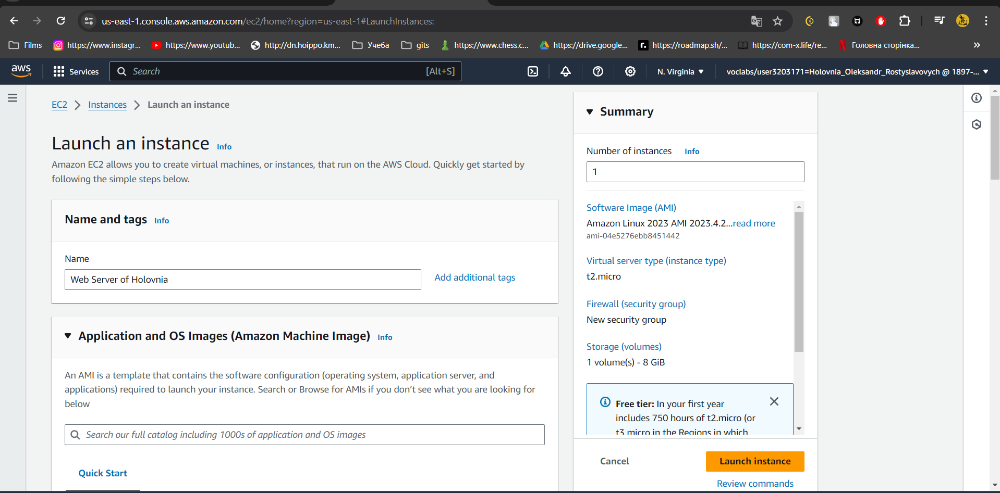 us-east-1.console.aws.amazon.com/ec2/home?region=us-east-1#LaunchInstances:
Films https://www.instagr... https://www.youtub... http://dn.hoippo.km... Учеба gits https://www.chess.c... https://drive.google... https://roadmap.sh/... https://com-x.life/re... Головна сторінка...
aws Services Search [Alt+S] N. Virginia voclabs/user3203171=Holovnia_Oleksandr_Rostyslavovych @ 1897-...
EC2 Instances Launch an instance
Launch an instance Info
Amazon EC2 allows you to create virtual machines, or instances, that run on the AWS Cloud. Quickly get started by
following the simple steps below.
Name and tags Info
Name
Web Server of Holovnia Add additional tags
Application and OS Images (Amazon Machine Image) Info
An AMI is a template that contains the software configuration (operating system, application server, and
applications) required to launch your instance. Search or Browse for AMIs if you don’t see what you are looking for
below
Search our full catalog including 1000s of application and OS images
Quick Start
Summary
Number of instances Info
1
Software Image (AMI)
Amazon Linux 2023 AMI 2023.4.2...read more
ami-04e5276ebb8451442
Virtual server type (instance type)
t2.micro
Firewall (security group)
New security group
Storage (volumes)
1 volume(s) - 8 GiB
Free tier: In your first year
includes 750 hours of t2.micro (or
t3.micro in the Regions in which
Cancel Launch instance
Review commands